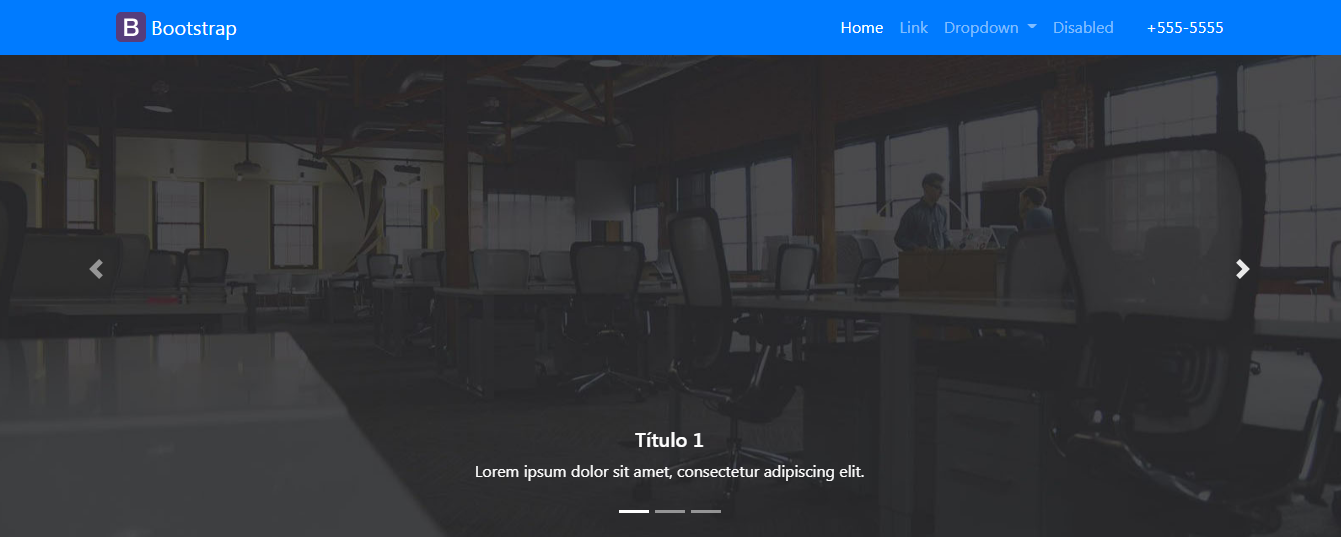 B Bootstrap Home Link Dropdown Disabled +555-5555
Título 1
Lorem ipsum dolor sit amet, consectetur adipiscing elit.